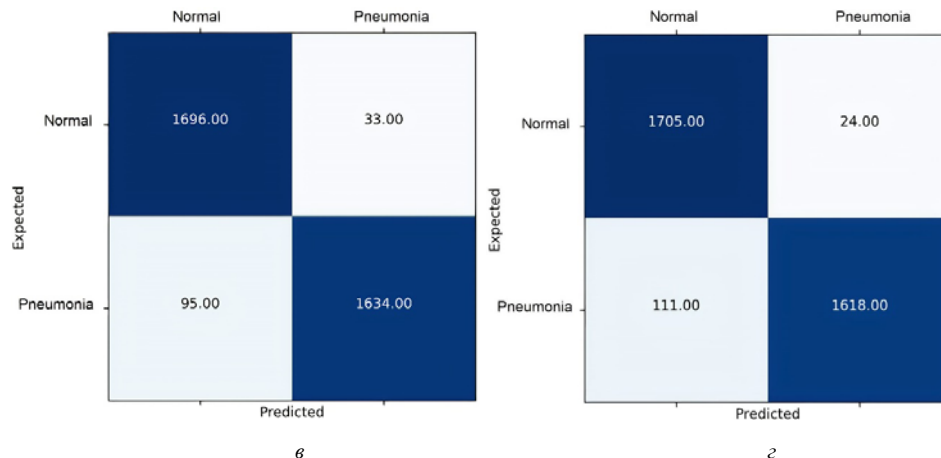 Normal Pneumonia
Normal 1696.00 33.00
Expected
Pneumonia 95.00 1634.00
Predicted
в
Normal Pneumonia
Normal 1705.00 24.00
Expected
Pneumonia 111.00 1618.00
Predicted
г